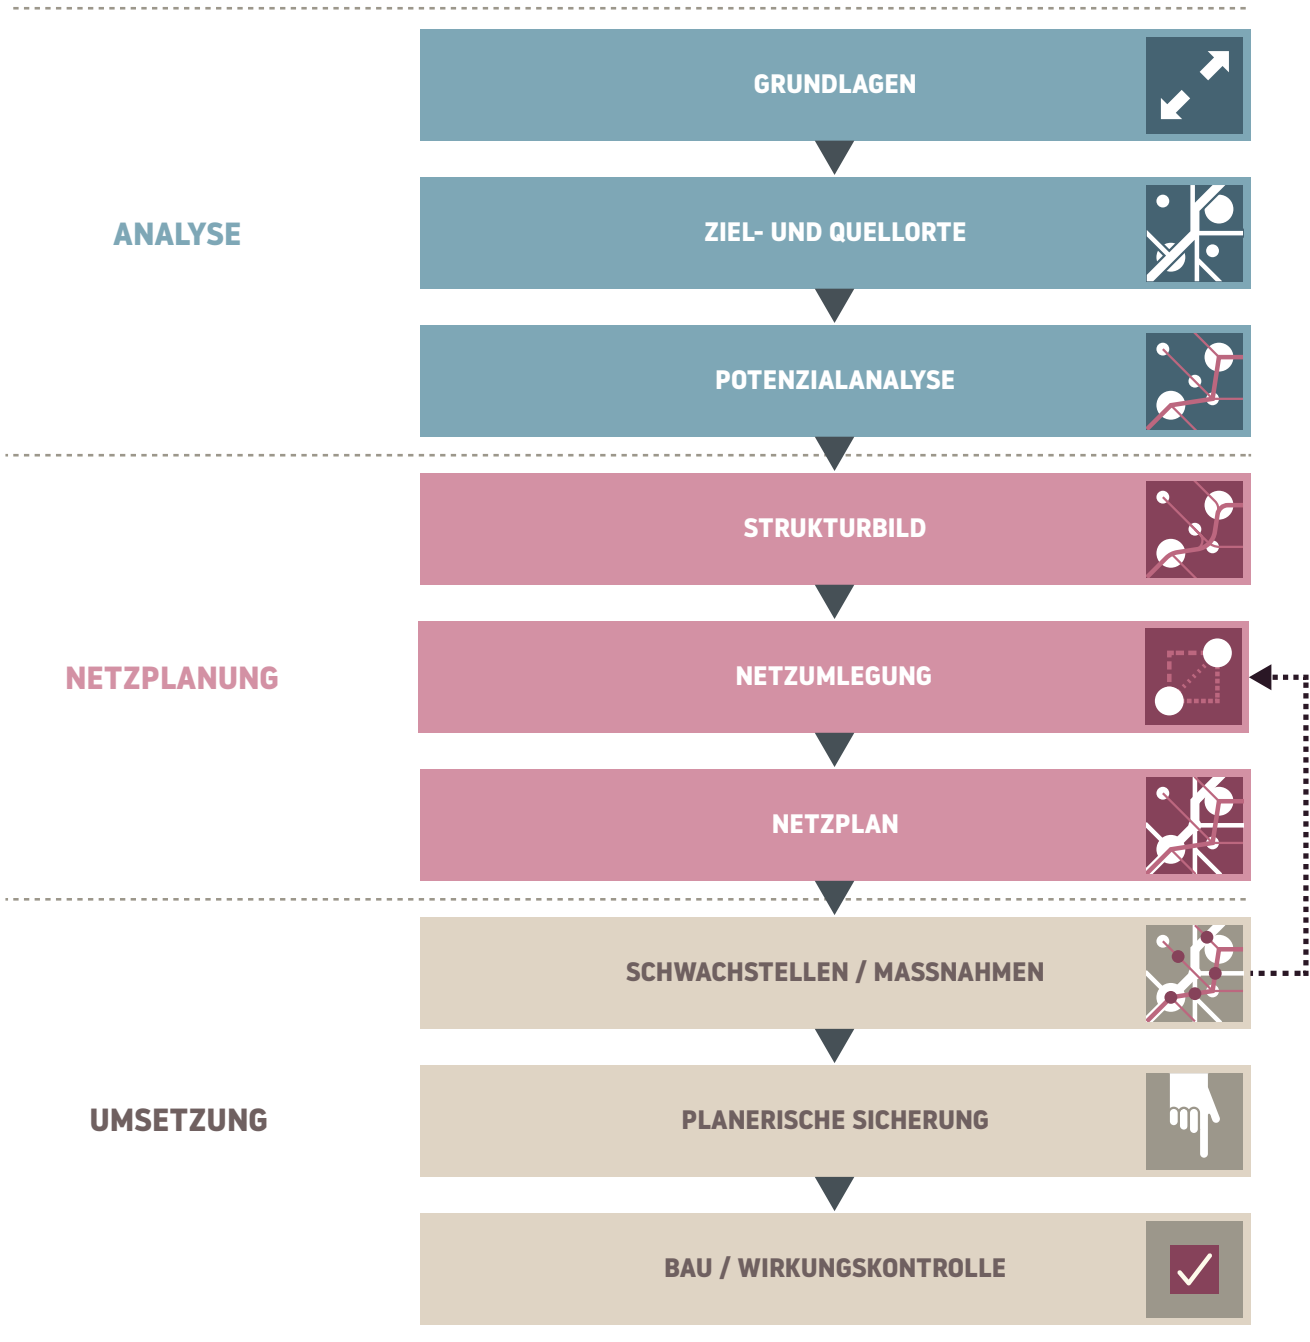 GRUNDLAGEN
ANALYSE
ZIEL- UND QUELLORTE
POTENZIALANALYSE
STRUKTURBILD
NETZPLANUNG
NETZUMLEGUNG
NETZPLAN
SCHWACHSTELLEN / MASSNAHMEN
UMSETZUNG
PLANERISCHE SICHERUNG
BAU / WIRKUNGSKONTROLLE